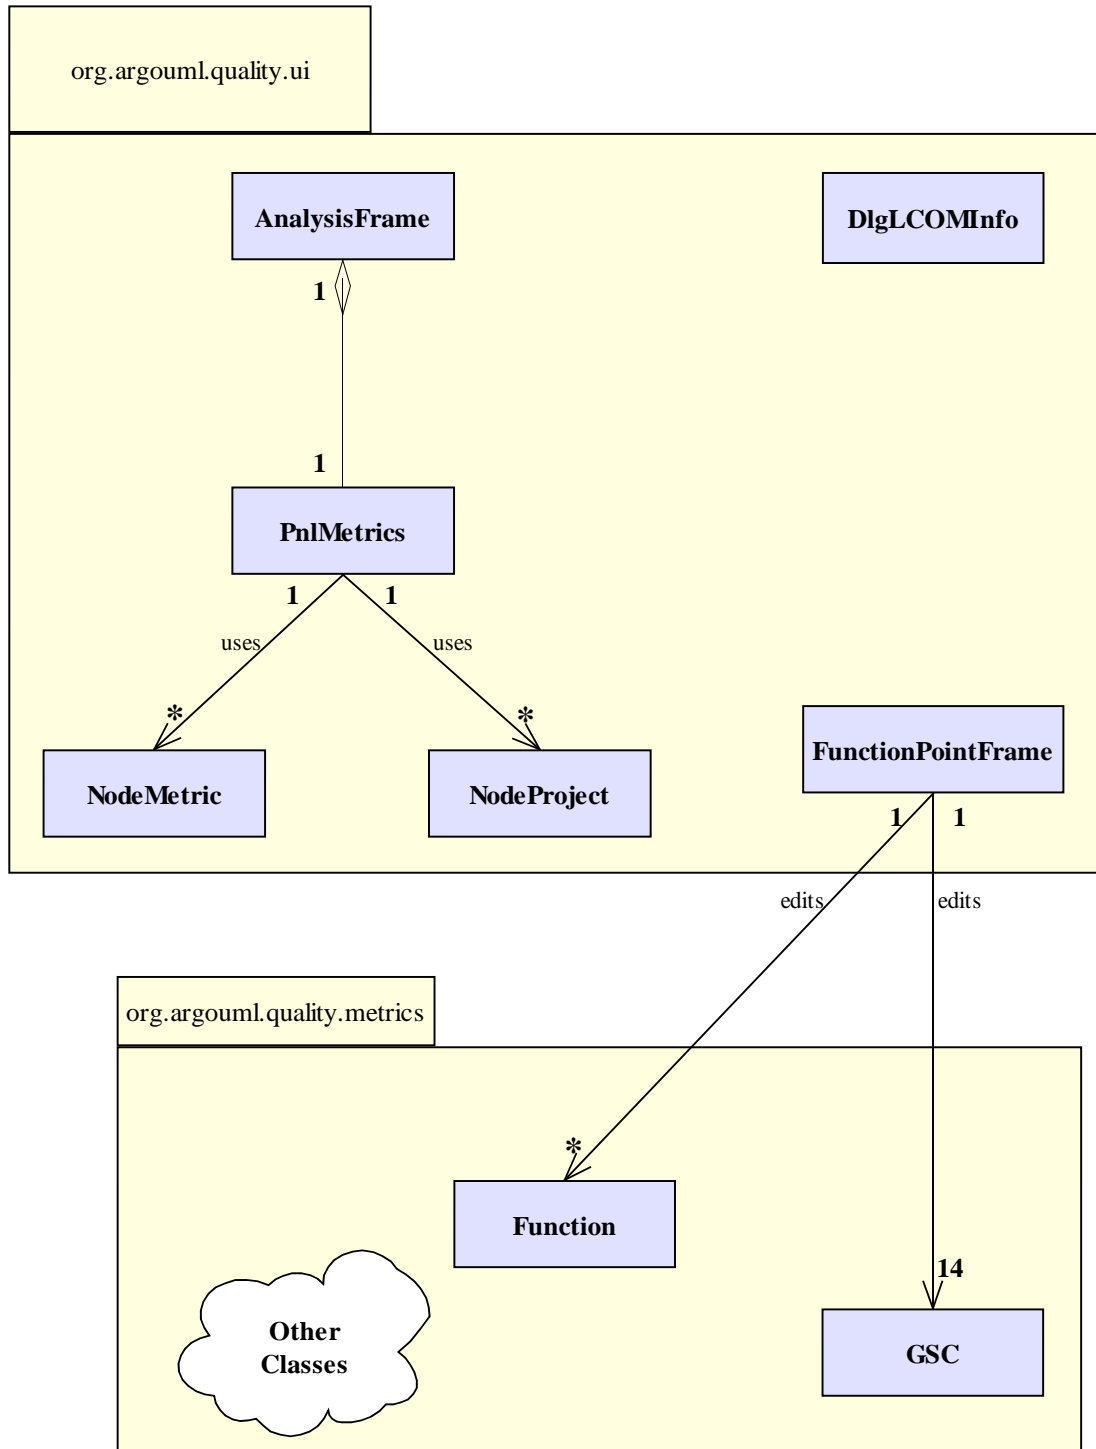 org.argouml.quality.ui
AnalysisFrame
DlgLCOMInfo
1
1
PnlMetrics
1
1
uses
uses
*
*
NodeMetric
NodeProject
FunctionPointFrame
1
1
edits
edits
org.argouml.quality.metrics
*
Function
14
Other
Classes
GSC